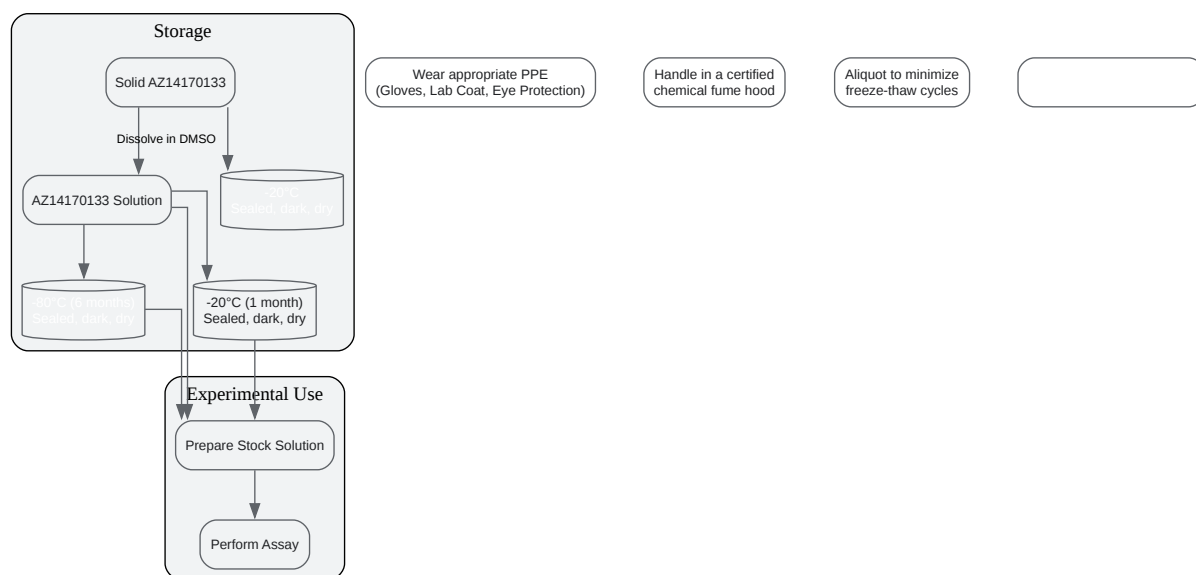 Storage
Solid AZ14170133
Wear appropriate PPE
(Gloves, Lab Coat, Eye Protection)
Handle in a certified
chemical fume hood
Aliquot to minimize
freeze-thaw cycles
Dissolve in DMSO
AZ14170133 Solution
-20°C
Sealed, dark, dry
-80°C (6 months)
Sealed, dark, dry
-20°C (1 month)
Sealed, dark, dry
Experimental Use
Prepare Stock Solution
Perform Assay